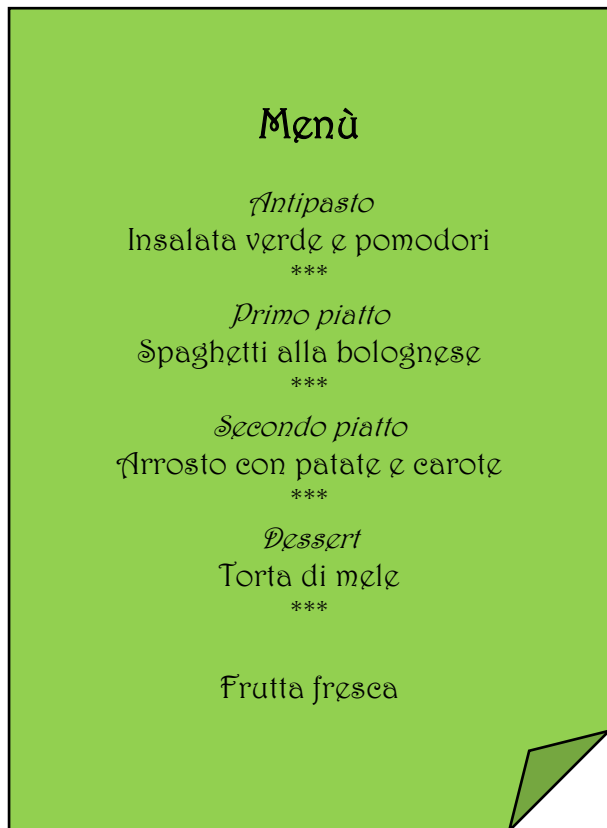 Menù
Antipasto
Insalata verde e pomodori
***
Primo piatto
Spaghetti alla bolognese
***
Secondo piatto
Arrosto con patate e carote
***
Dessert
Torta di mele
***
Frutta fresca